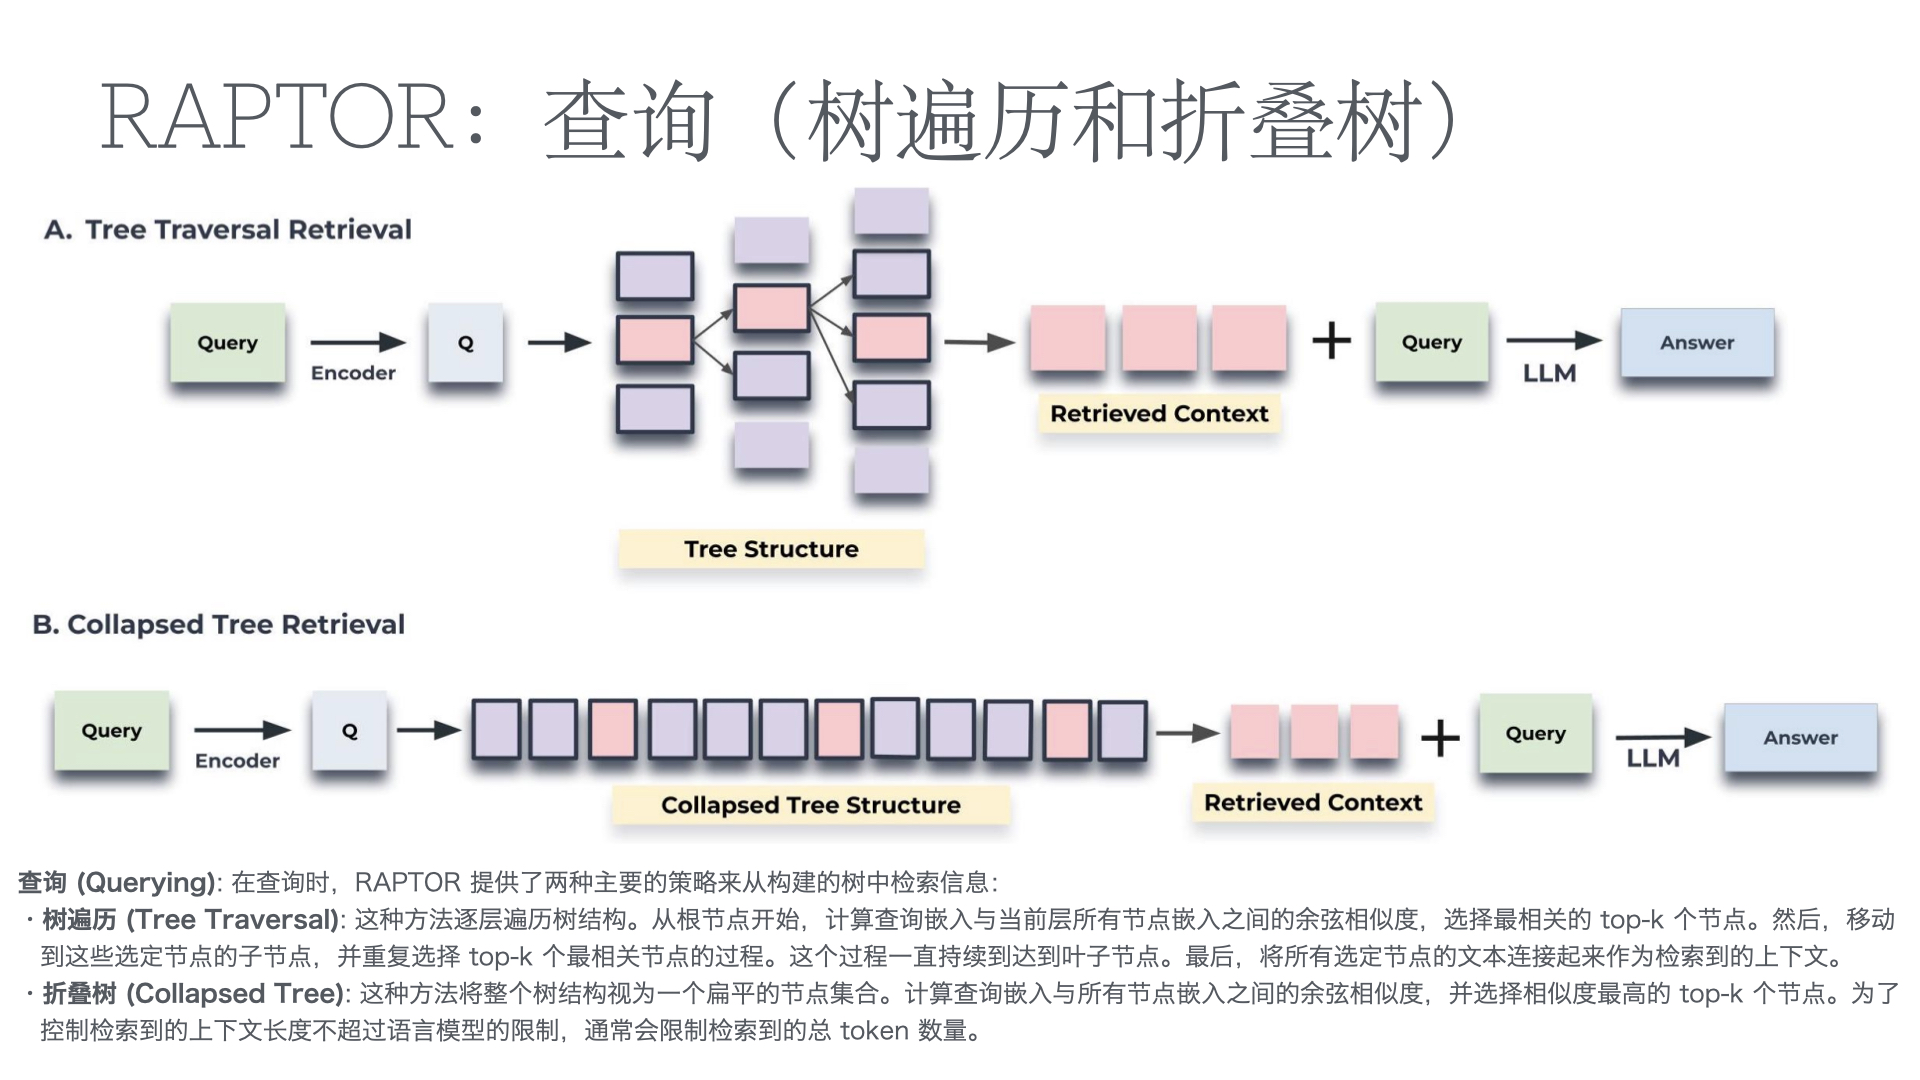 RAPTOR：查询（树遍历和折叠树）
A. Tree Traversal Retrieval
Query
Encoder
Q
Tree Structure
Retrieved Context
+
Query
LLM
Answer
B. Collapsed Tree Retrieval
Query
Encoder
Q
Collapsed Tree Structure
Retrieved Context
+
Query
LLM
Answer
查询 (Querying): 在查询时，RAPTOR 提供了两种主要的策略来从构建的树中检索信息：
· 树遍历 (Tree Traversal): 这种方法逐层遍历树结构。从根节点开始，计算查询嵌入与当前层所有节点嵌入之间的余弦相似度，选择最相关的 top-k 个节点。然后，移动
到这些选定节点的子节点，并重复选择 top-k 个最相关节点的过程。这个过程一直持续到达到叶子节点。最后，将所有选定节点的文本连接起来作为检索到的上下文。
· 折叠树 (Collapsed Tree): 这种方法将整个树结构视为一个扁平的节点集合。计算查询嵌入与所有节点嵌入之间的余弦相似度，并选择相似度最高的 top-k 个节点。为了
控制检索到的上下文长度不超过语言模型的限制，通常会限制检索到的总 token 数量。